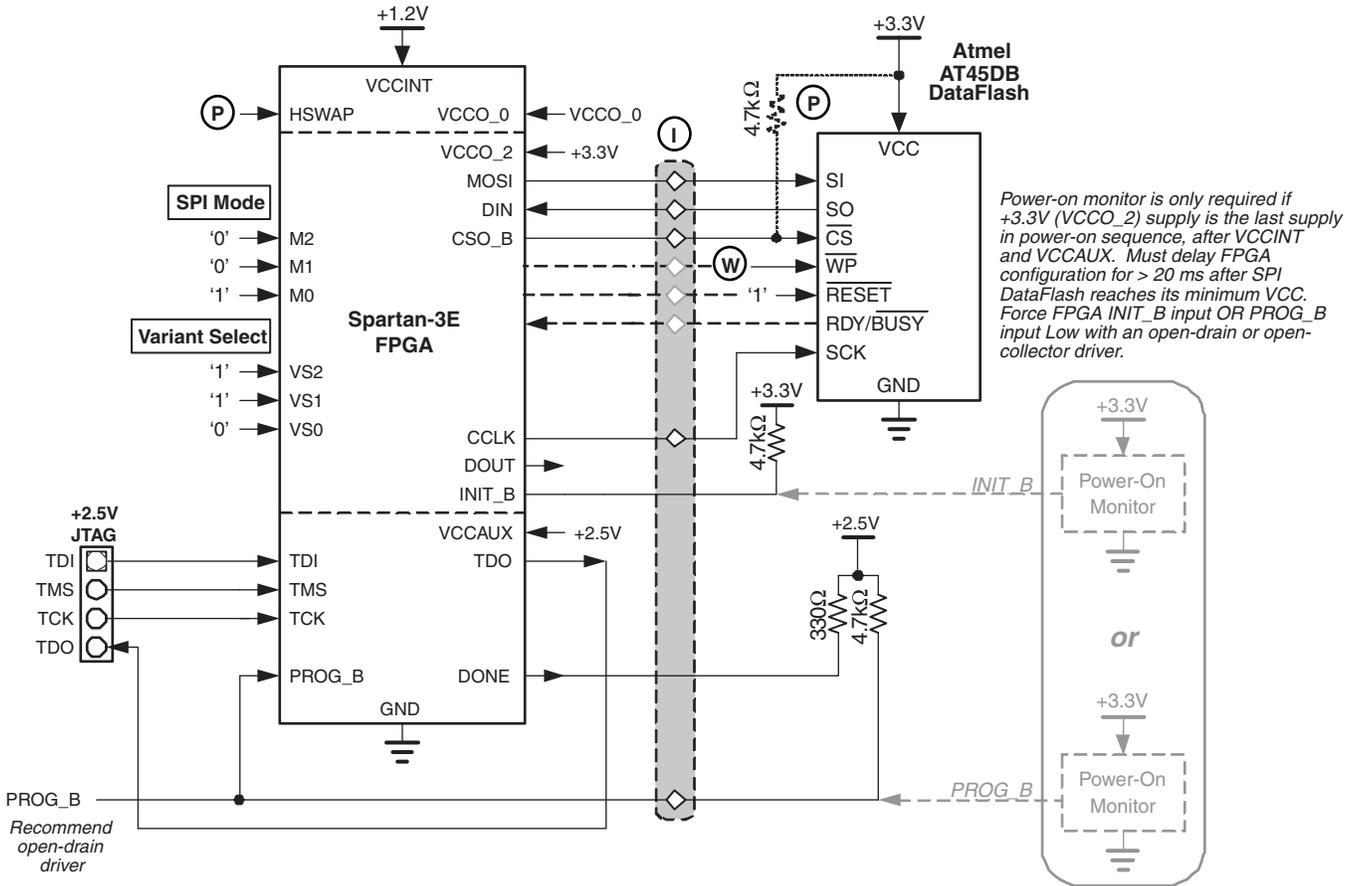 +1.2V
+3.3V
Atmel
AT45DB
DataFlash
VCCINT
4.7kΩ
P
P
HSWAP
VCCO_0
VCCO_0
I
VCCO_2
+3.3V
VCC
MOSI
SI
SPI Mode
DIN
SO
‘0’
M2
CSO_B
CS
‘0’
M1
W
WP
‘1’
M0
‘1’
RESET
Spartan-3E
FPGA
RDY/BUSY
Variant Select
SCK
‘1’
VS2
‘1’
VS1
‘0’
VS0
GND
Power-on monitor is only required if
+3.3V (VCCO_2) supply is the last supply
in power-on sequence, after VCCINT
and VCCAUX. Must delay FPGA
configuration for > 20 ms after SPI
DataFlash reaches its minimum VCC.
Force FPGA INIT_B input OR PROG_B
input Low with an open-drain or open-
collector driver.
+3.3V
4.7kΩ
CCLK
DOUT
INIT_B
+3.3V
INIT_B
Power-On
Monitor
+2.5V
JTAG
VCCAUX
+2.5V
+2.5V
TDI
TDI
TDO
TMS
TMS
TCK
TCK
TDO
330Ω
4.7kΩ
or
PROG_B
DONE
GND
+3.3V
PROG_B
Power-On
Monitor
PROG_B
Recommend
open-drain
driver